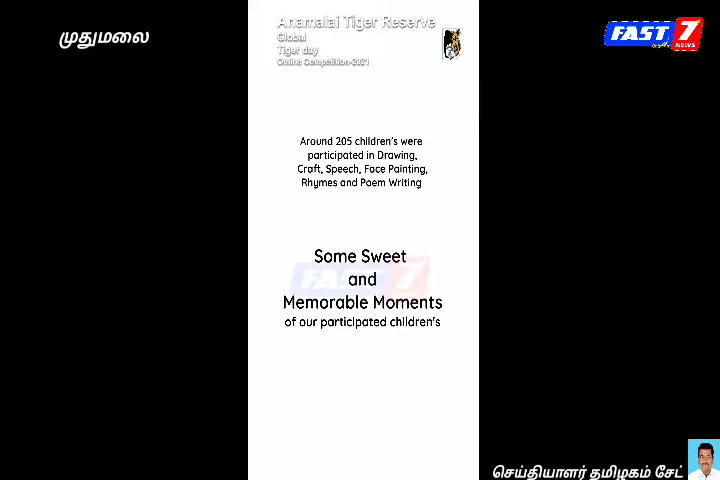 முதுமலை
Anamalai Tiger Reserve
Global
Tiger day
Online Competition-2021
FAST 7
NEWS
Around 205 children's were
participated in Drawing,
Craft, Speech, Face Painting,
Rhymes and Poem Writing
Some Sweet
and
Memorable Moments
of our participated children's
FAST 7
செய்தியாளர் தமிழகம் சேட்